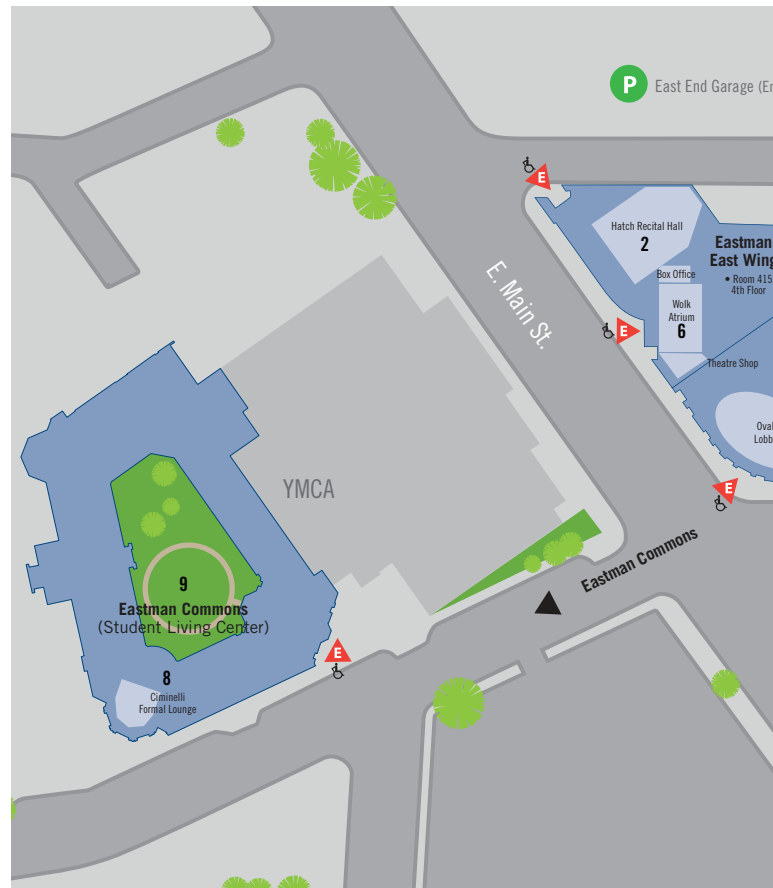 P
East End Garage (En
E
Hatch Recital Hall
2
Eastman
East Wing
• Room 415
4th Floor
Box Office
Wolk
Atrium
6
E
Theatre Shop
E. Main St.
Oval
Lobb
E
YMCA
Eastman Commons
9
Eastman Commons
(Student Living Center)
E
8
Ciminelli
Formal Lounge